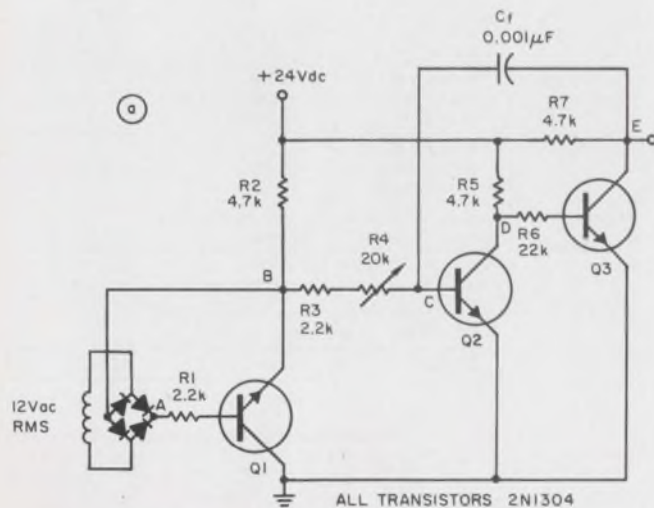 a
Cf
0.001µF
+24Vdc
R7
4.7k
E
R2
4.7k
R5
4.7k
D
R6
22k
Q3
R4
20k
B
R3
2.2k
C
Q2
R1
2.2k
12Vac
RMS
A
Q1
ALL TRANSISTORS 2N1304